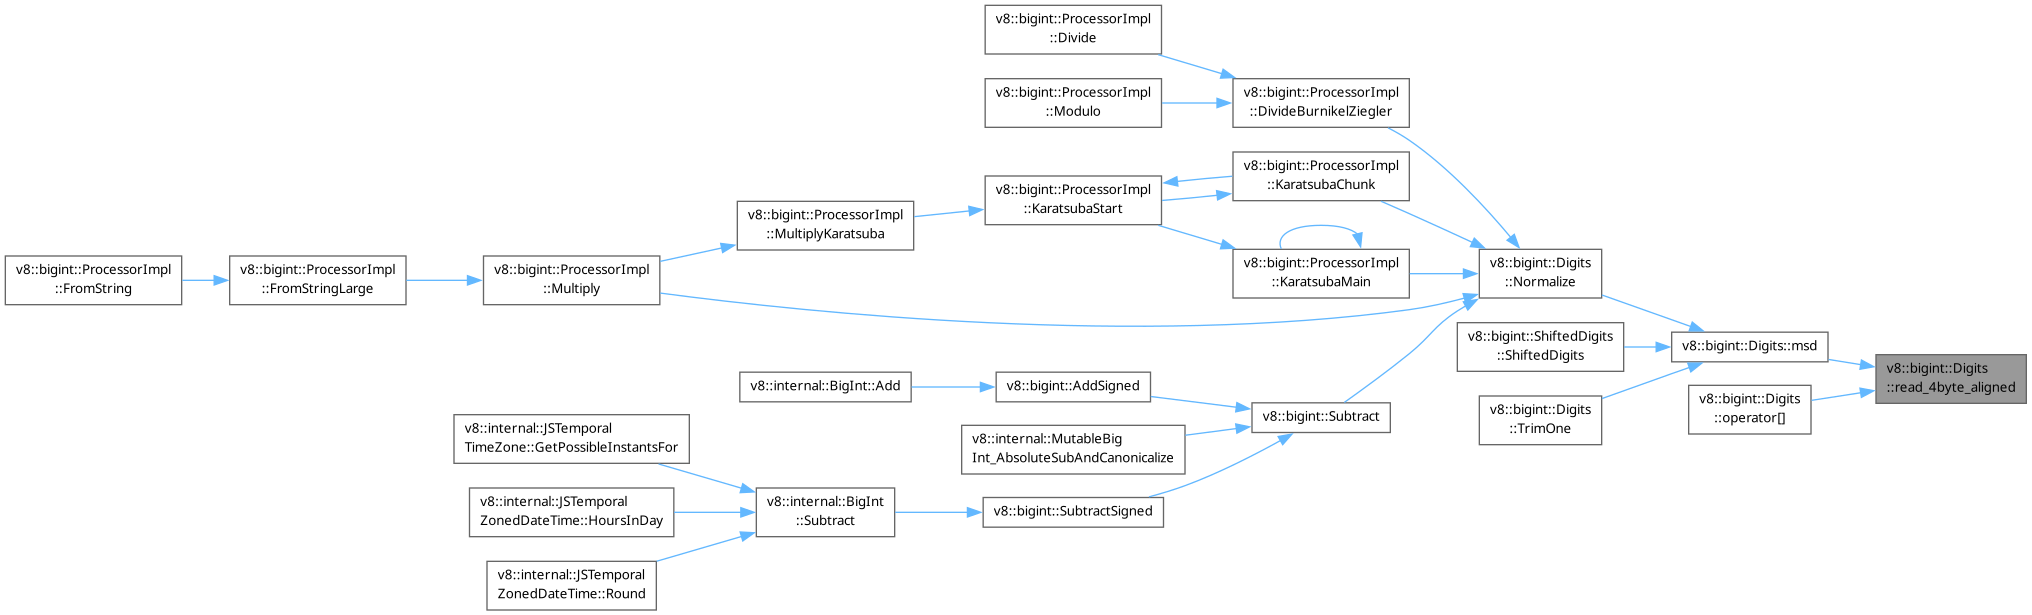 v8::bigint::ProcessorImpl
::Divide
v8::bigint::ProcessorImpl
::Modulo
v8::bigint::ProcessorImpl
::DivideBurnikelZiegler
v8::bigint::ProcessorImpl
::KaratsubaChunk
v8::bigint::ProcessorImpl
::KaratsubaStart
v8::bigint::ProcessorImpl
::MultiplyKaratsuba
v8::bigint::ProcessorImpl
::FromString
v8::bigint::ProcessorImpl
::FromStringLarge
v8::bigint::ProcessorImpl
::Multiply
v8::bigint::ProcessorImpl
::KaratsubaMain
v8::bigint::Digits
::Normalize
v8::bigint::ShiftedDigits
::ShiftedDigits
v8::bigint::Digits::msd
v8::bigint::Digits
::read_4byte_aligned
v8::bigint::Digits
::TrimOne
v8::bigint::Digits
::operator[]
v8::internal::BigInt::Add
v8::bigint::AddSigned
v8::bigint::Subtract
v8::internal::MutableBig
Int_AbsoluteSubAndCanonicalize
v8::internal::JSTemporal
TimeZone::GetPossibleInstantsFor
v8::internal::JSTemporal
ZonedDateTime::HoursInDay
v8::internal::BigInt
::Subtract
v8::bigint::SubtractSigned
v8::internal::JSTemporal
ZonedDateTime::Round